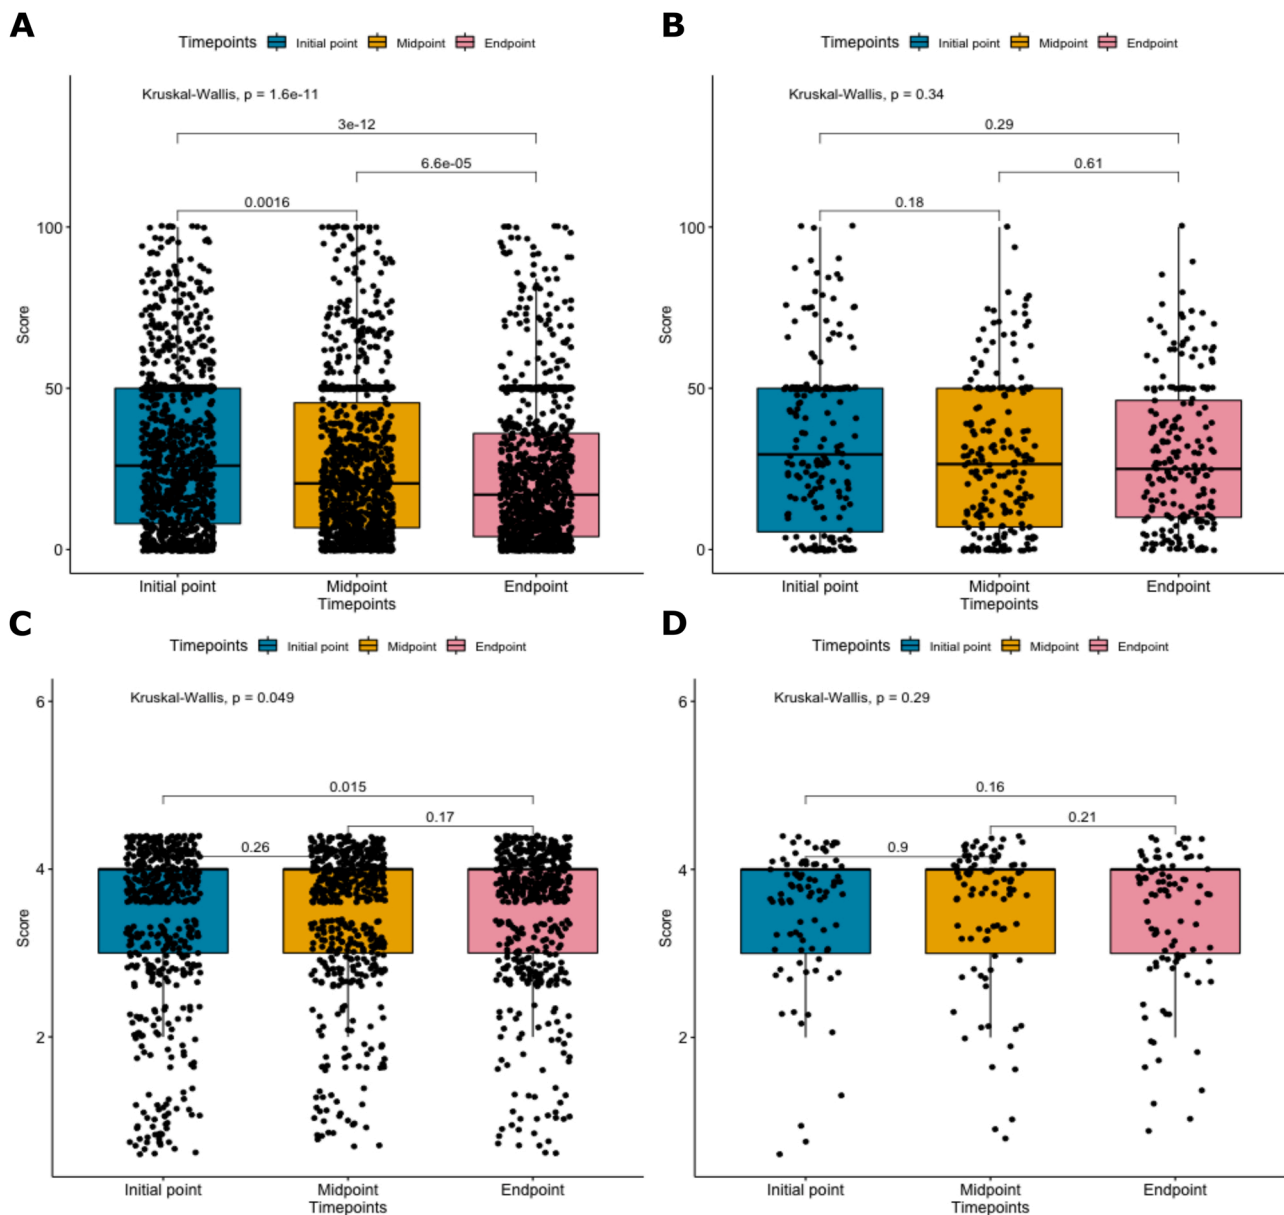 A
Timepoints Initial point Midpoint Endpoint
Kruskal-Wallis, p = 1.6e-11
3e-12
6.6e-05
0.0016
100
50
0
Score
Initial point Midpoint Endpoint
Timepoints
B
Timepoints Initial point Midpoint Endpoint
Kruskal-Wallis, p = 0.34
0.29
0.61
0.18
100
50
0
Score
Initial point Midpoint Endpoint
Timepoints
C
Timepoints Initial point Midpoint Endpoint
Kruskal-Wallis, p = 0.049
0.015
0.17
0.26
6
4
2
Score
Initial point Midpoint Endpoint
Timepoints
D
Timepoints Initial point Midpoint Endpoint
Kruskal-Wallis, p = 0.29
0.16
0.21
0.9
6
4
2
Score
Initial point Midpoint Endpoint
Timepoints